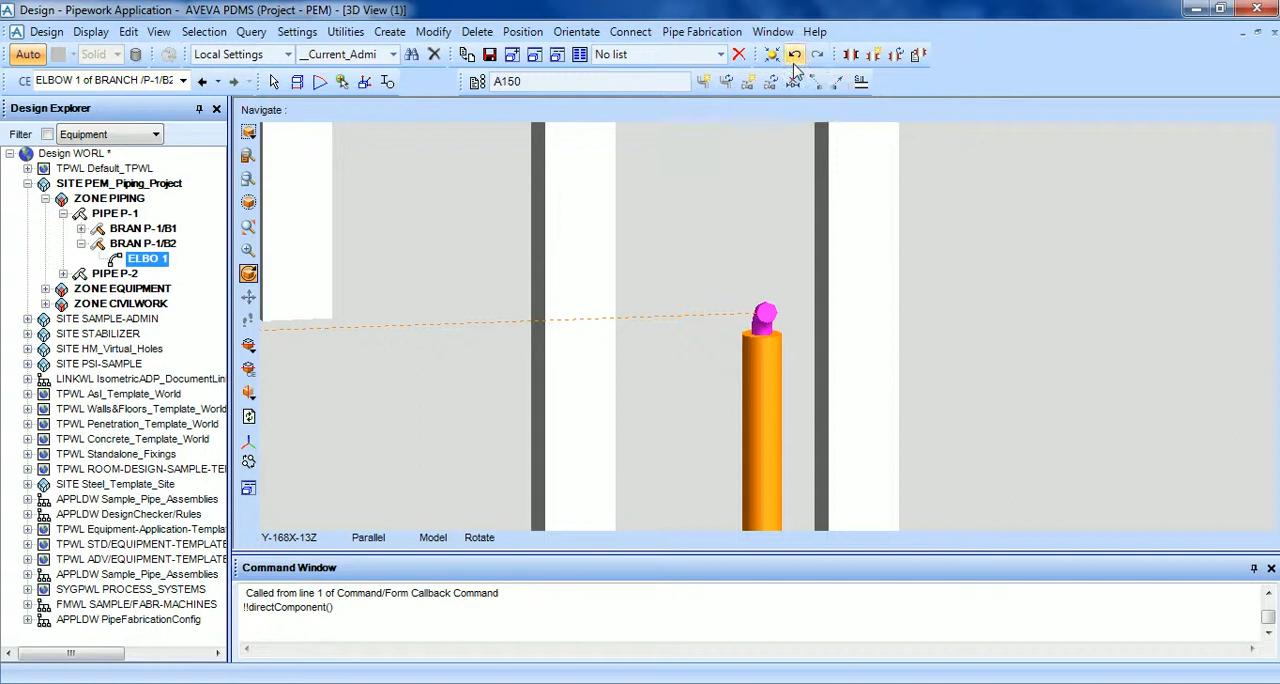 Design - Pipework Application - AVEVA PDMS (Project - PEM) - [3D View (1)]
Design Display Edit View Selection Query Settings Utilities Create Modify Delete Position Orientate Connect Pipe Fabrication Window Help
Auto Solid Local Settings __Current_Admi No list
CE ELBOW 1 of BRANCH /P-1/B2 A150
Design Explorer
Navigate :
Filter Equipment
Design WORL *
TPWL Default_TPWL
SITE PEM_Piping_Project
ZONE PIPING
PIPE P-1
BRAN P-1/B1
BRAN P-1/B2
ELBO 1
PIPE P-2
ZONE EQUIPMENT
ZONE CIVILWORK
SITE SAMPLE-ADMIN
SITE STABILIZER
SITE HM_Virtual_Holes
SITE PSI-SAMPLE
LINKWL IsometricADP_DocumentLin
TPWL Asl_Template_World
TPWL Walls&Floors_Template_World
TPWL Penetration_Template_World
TPWL Concrete_Template_World
TPWL Standalone_Fixings
TPWL ROOM-DESIGN-SAMPLE-TEI
SITE Steel_Template_Site
APPLDW Sample_Pipe_Assemblies
APPLDW DesignChecker/Rules
TPWL Equipment-Application-Templa
TPWL STD/EQUIPMENT-TEMPLATE
TPWL ADV/EQUIPMENT-TEMPLATE
APPLDW Sample_Pipe_Assemblies
SYGPWL PROCESS_SYSTEMS
FMWL SAMPLE/FABR-MACHINES
APPLDW PipeFabricationConfig
Y-168X-13Z Parallel Model Rotate
Command Window
Called from line 1 of Command/Form Callback Command
!!directComponent()